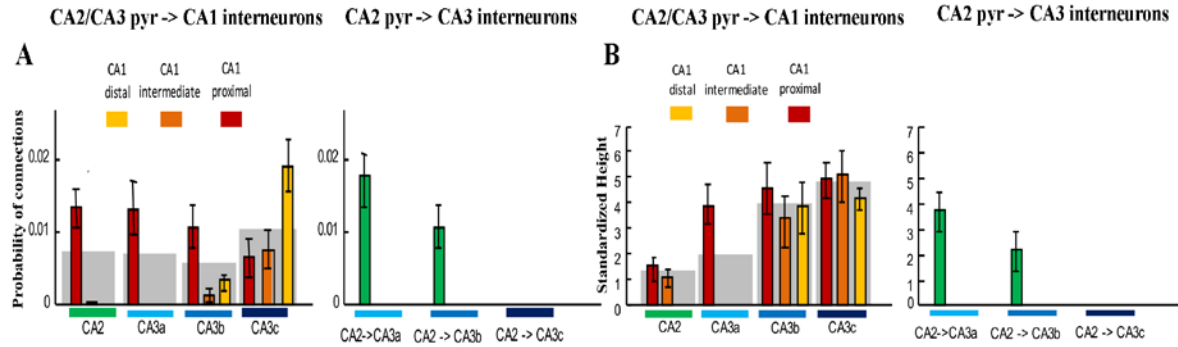 CA2/CA3 pyr -> CA1 interneurons
CA2 pyr -> CA3 interneurons
CA2/CA3 pyr -> CA1 interneurons
CA2 pyr -> CA3 interneurons
A
CA1 distal
CA1 intermediate
CA1 proximal
Probability of connections
0.02
0.01
0
CA2
CA3a
CA3b
CA3c
0.02
0.01
0
CA2->CA3a
CA2 -> CA3b
CA2 -> CA3c
B
CA1 distal
CA1 intermediate
CA1 proximal
Standardized Height
7
6
5
4
3
2
1
0
CA2
CA3a
CA3b
CA3c
7
6
5
4
3
2
1
0
CA2->CA3a
CA2 -> CA3b
CA2 -> CA3c